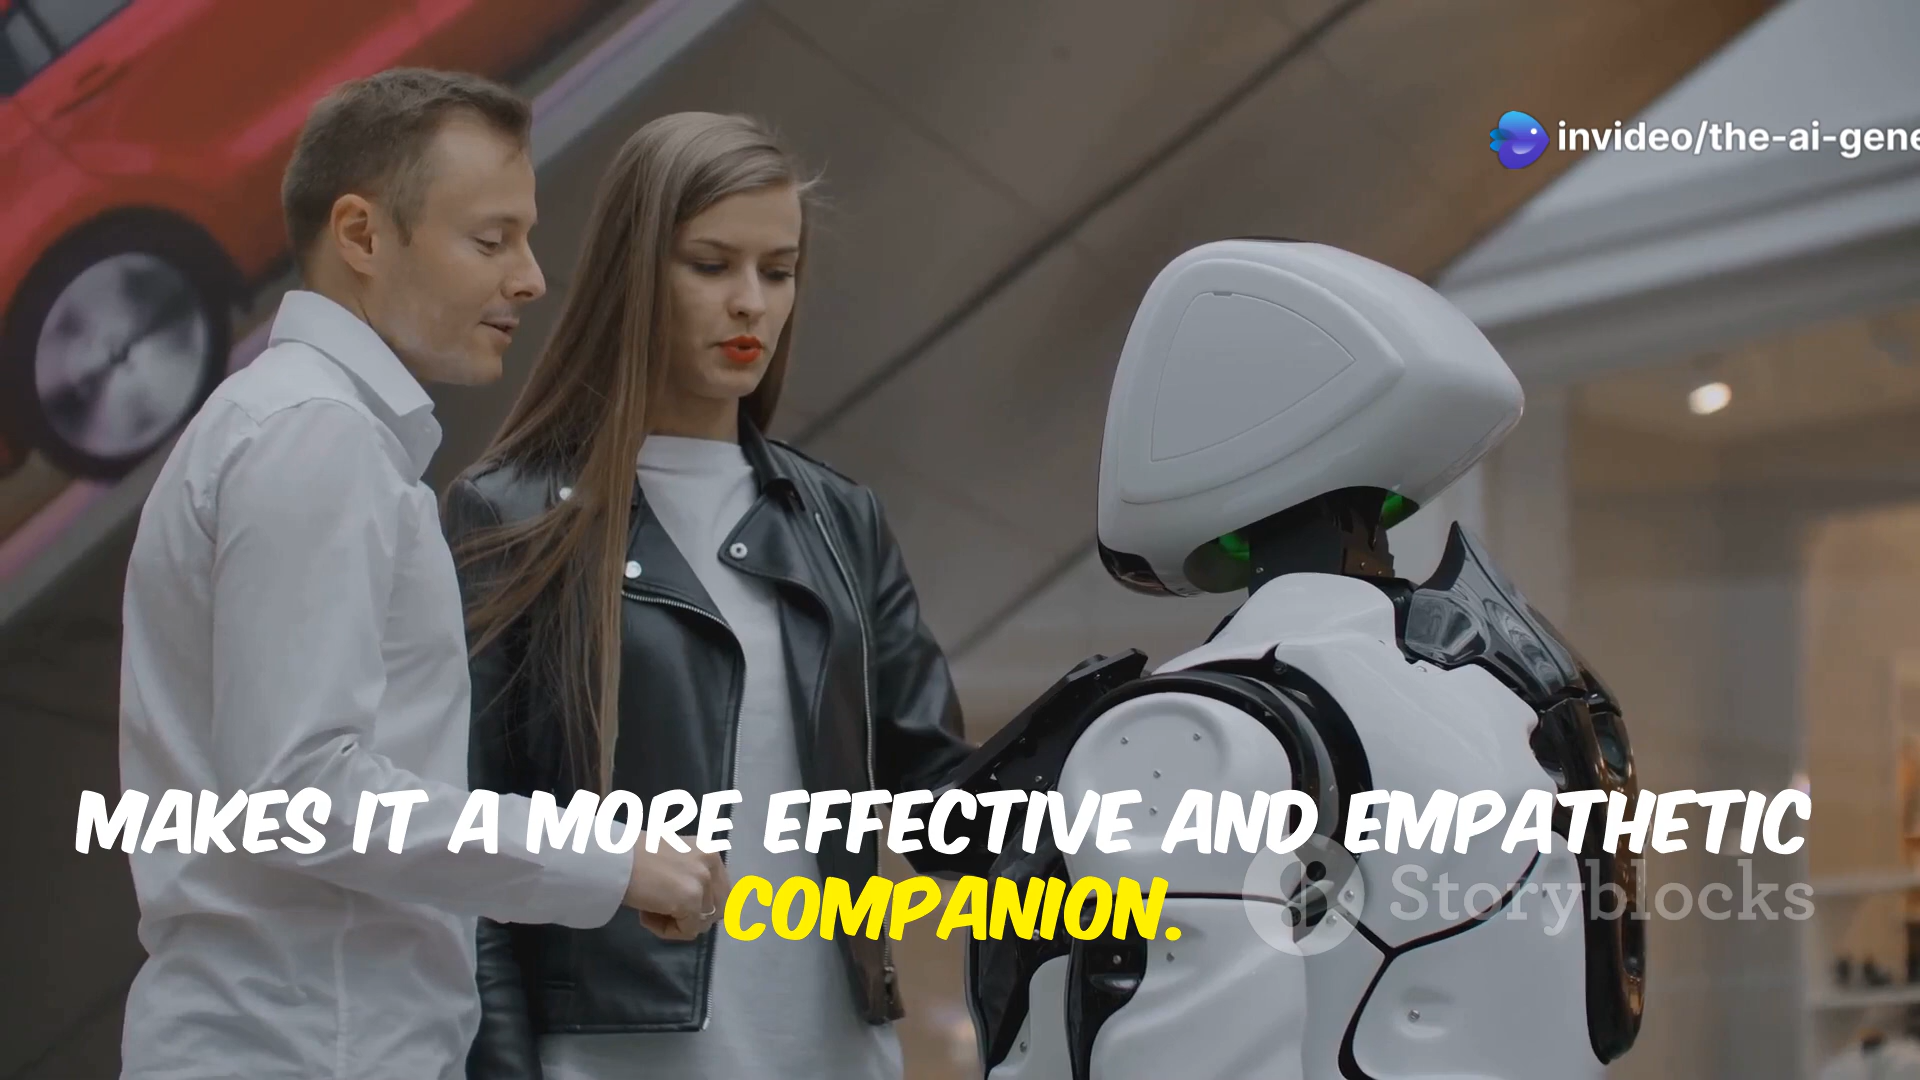 invideo/the-ai-gene
MAKES IT A MORE EFFECTIVE AND EMPATHETIC
COMPANION.
Storyblocks